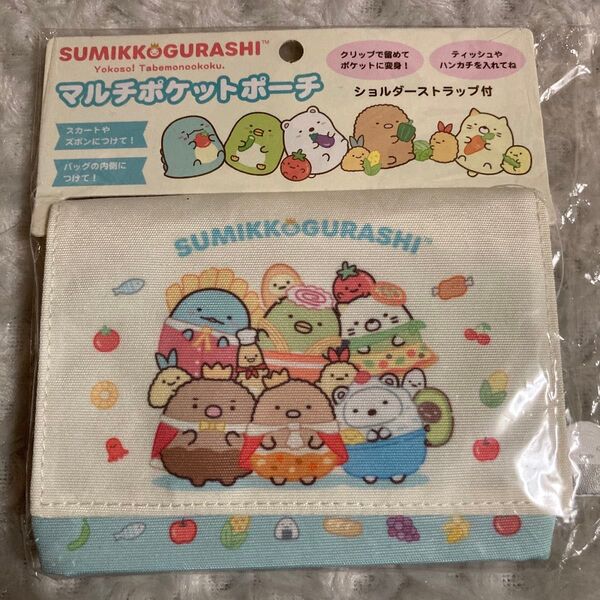 SUMIKKOGURASHI™
Yokoso! Tabemonookoku.
マルチポケットポーチ
スカートや
ズボンにつけて！
バッグの内側に
つけて！
クリップで留めて
ポケットに変身！
ティッシュや
ハンカチを入れてね
ショルダーストラップ付
SUMIKKOGURASHI™